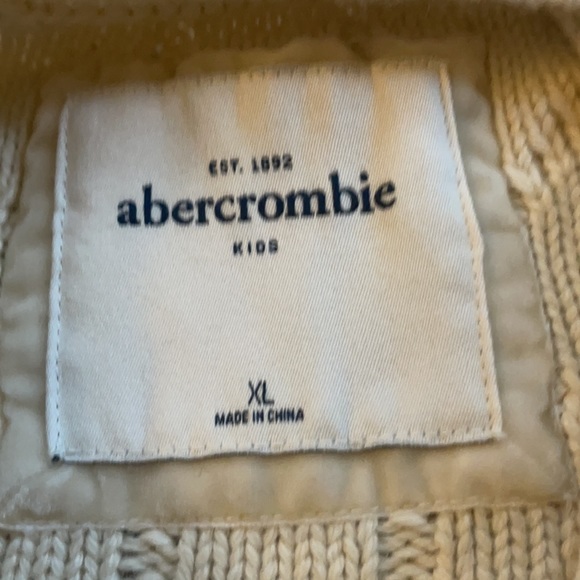 EST. 1892
abercrombie
KIDS
XL
MADE IN CHINA